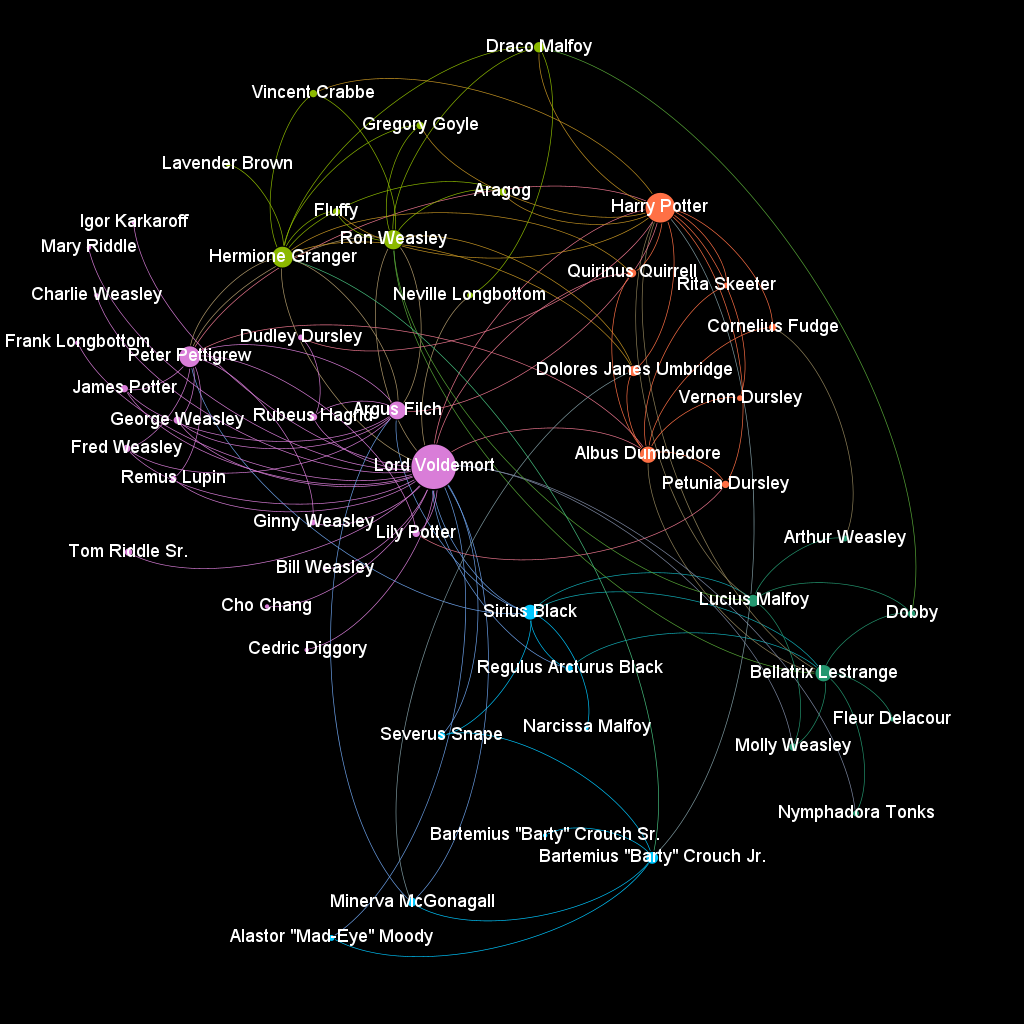 Draco Malfoy
Vincent Crabbe
Gregory Goyle
Lavender Brown
Aragog
Harry Potter
Fluffy
Igor Karkaroff
Ron Weasley
Mary Riddle
Hermione Granger
Quirinus Quirrell
Rita Skeeter
Charlie Weasley
Neville Longbottom
Cornelius Fudge
Dudley Dursley
Frank Longbottom
Peter Pettigrew
Dolores Janes Umbridge
James Potter
Vernon Dursley
Argus Filch
Rubeus Hagrid
George Weasley
Fred Weasley
Albus Dumbledore
Lord Voldemort
Remus Lupin
Petunia Dursley
Ginny Weasley
Lily Potter
Arthur Weasley
Tom Riddle Sr.
Bill Weasley
Lucius Malfoy
Cho Chang
Sirius Black
Dobby
Cedric Diggory
Regulus Arcturus Black
Bellatrix Lestrange
Fleur Delacour
Narcissa Malfoy
Severus Snape
Molly Weasley
Nymphadora Tonks
Bartemius "Barty" Crouch Sr.
Bartemius "Barty" Crouch Jr.
Minerva McGonagall
Alastor "Mad-Eye" Moody